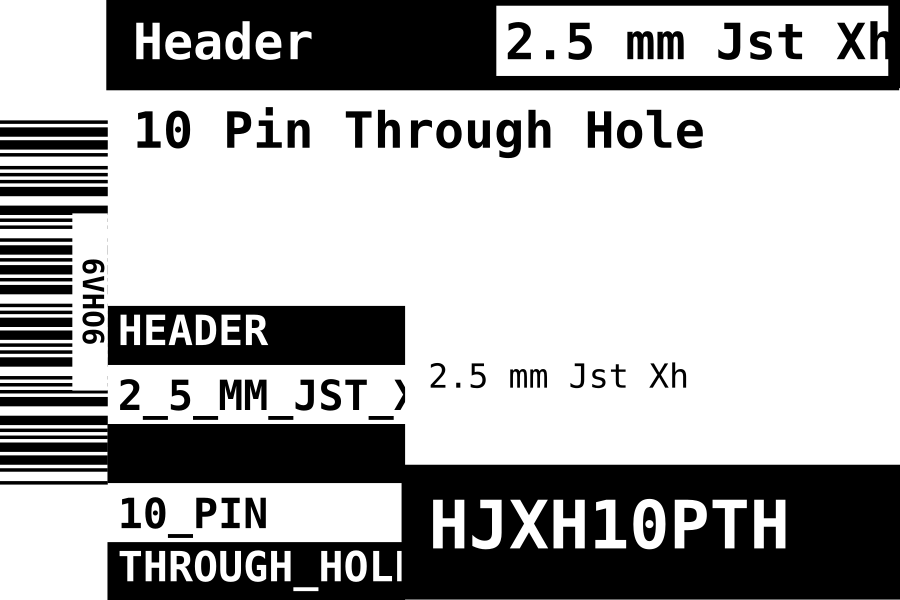 Header
2.5 mm Jst Xh
10 Pin Through Hole
6VHO6
HEADER
2_5_MM_JST_X
2.5 mm Jst Xh
10_PIN
HJXH10PTH
THROUGH_HOL